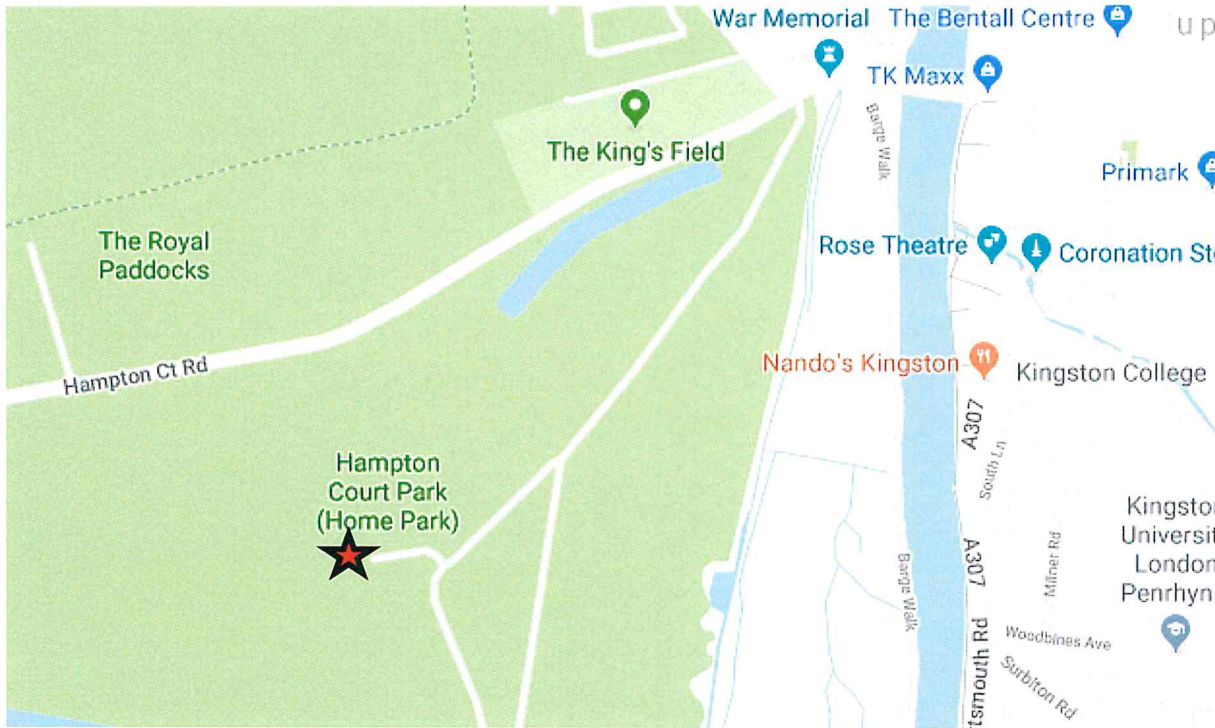 War Memorial
The Bentall Centre
up
TK Maxx
Barge Walk
The King's Field
Primark
The Royal
Paddocks
Rose Theatre
Coronation St
Hampton Ct Rd
Nando's Kingston
Kingston College
A307
South Ln
Hampton
Court Park
(Home Park)
Kingsto
Universit
London
Penrhyn
A307
Milner Rd
Barge Walk
Woodbines Ave
tsmouth Rd
Surbiton Rd